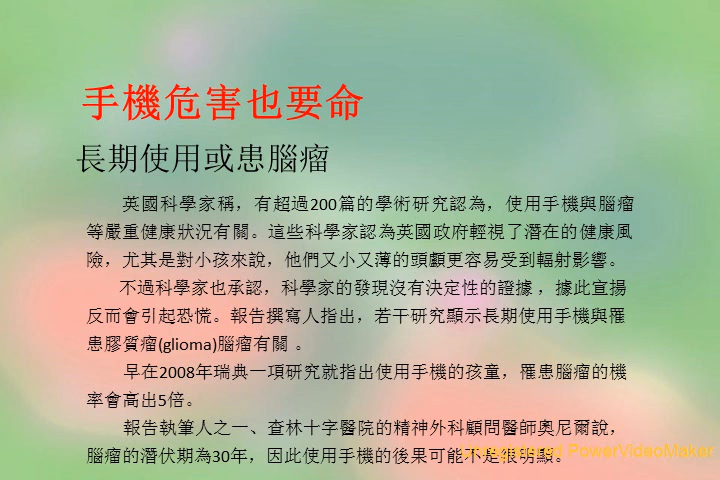 手機危害也要命
長期使用或患腦瘤
英國科學家稱，有超過200篇的學術研究認為，使用手機與腦瘤
等嚴重健康狀況有關。這些科學家認為英國政府輕視了潛在的健康風
險，尤其是對小孩來說，他們又小又薄的頭顱更容易受到輻射影響。
不過科學家也承認，科學家的發現沒有決定性的證據，據此宣揚
反而會引起恐慌。報告撰寫人指出，若干研究顯示長期使用手機與罹
患膠質瘤(glioma)腦瘤有關 。
早在2008年瑞典一項研究就指出使用手機的孩童，罹患腦瘤的機
率會高出5倍。
報告執筆人之一、查林十字醫院的精神外科顧問醫師奧尼爾說，
腦瘤的潛伏期為30年，因此使用手機的後果可能不是很明顯。
Unregistered PowerVideoMaker